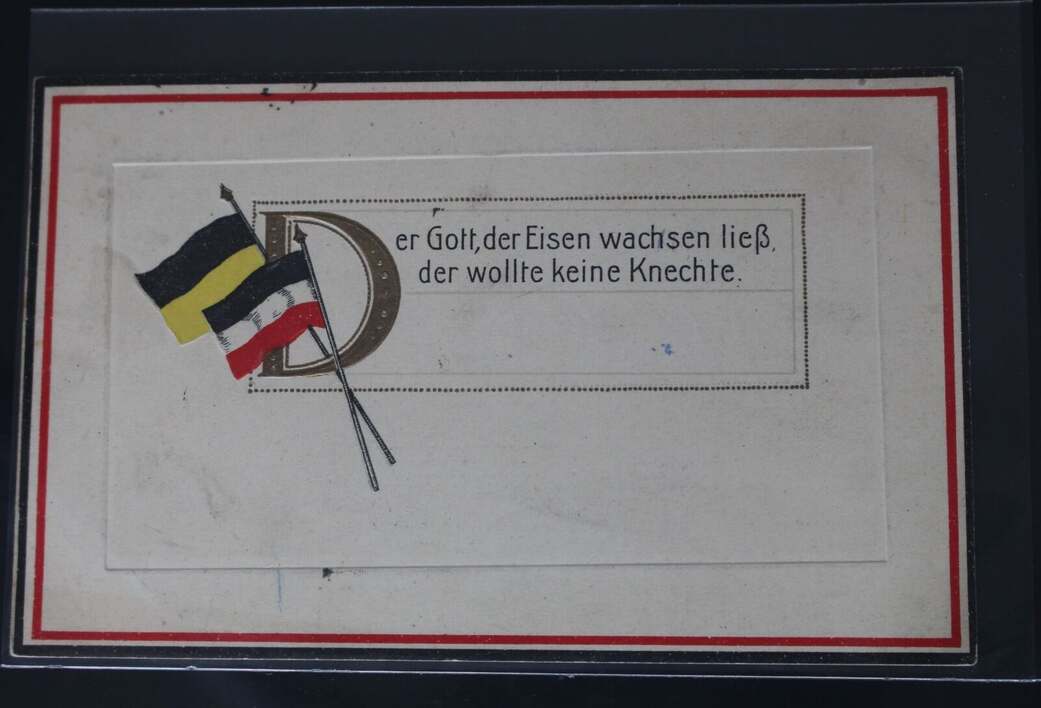 Der Gott, der Eisen wachsen ließ,
der wollte keine Knechte.